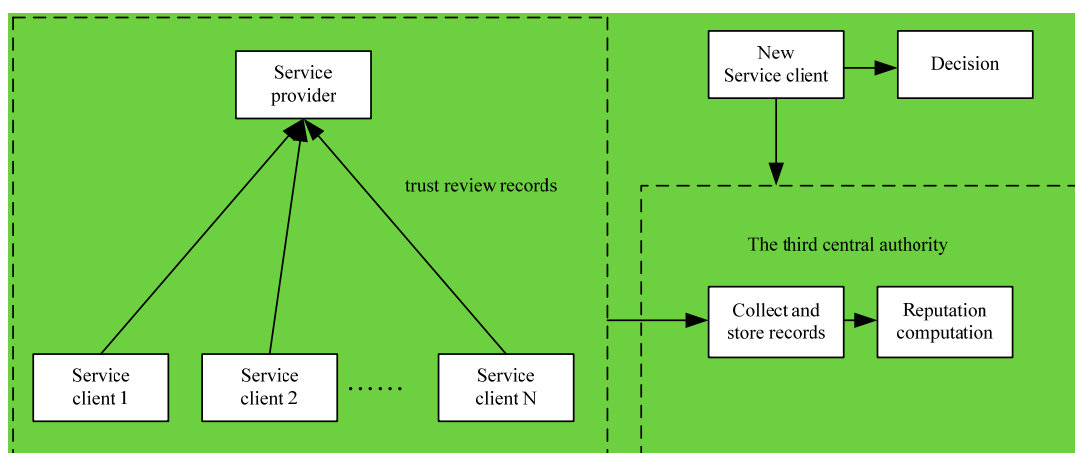 Service
provider
trust review records
Service
client 1
Service
client 2
......
Service
client N
New
Service client
Decision
The third central authority
Collect and
store records
Reputation
computation